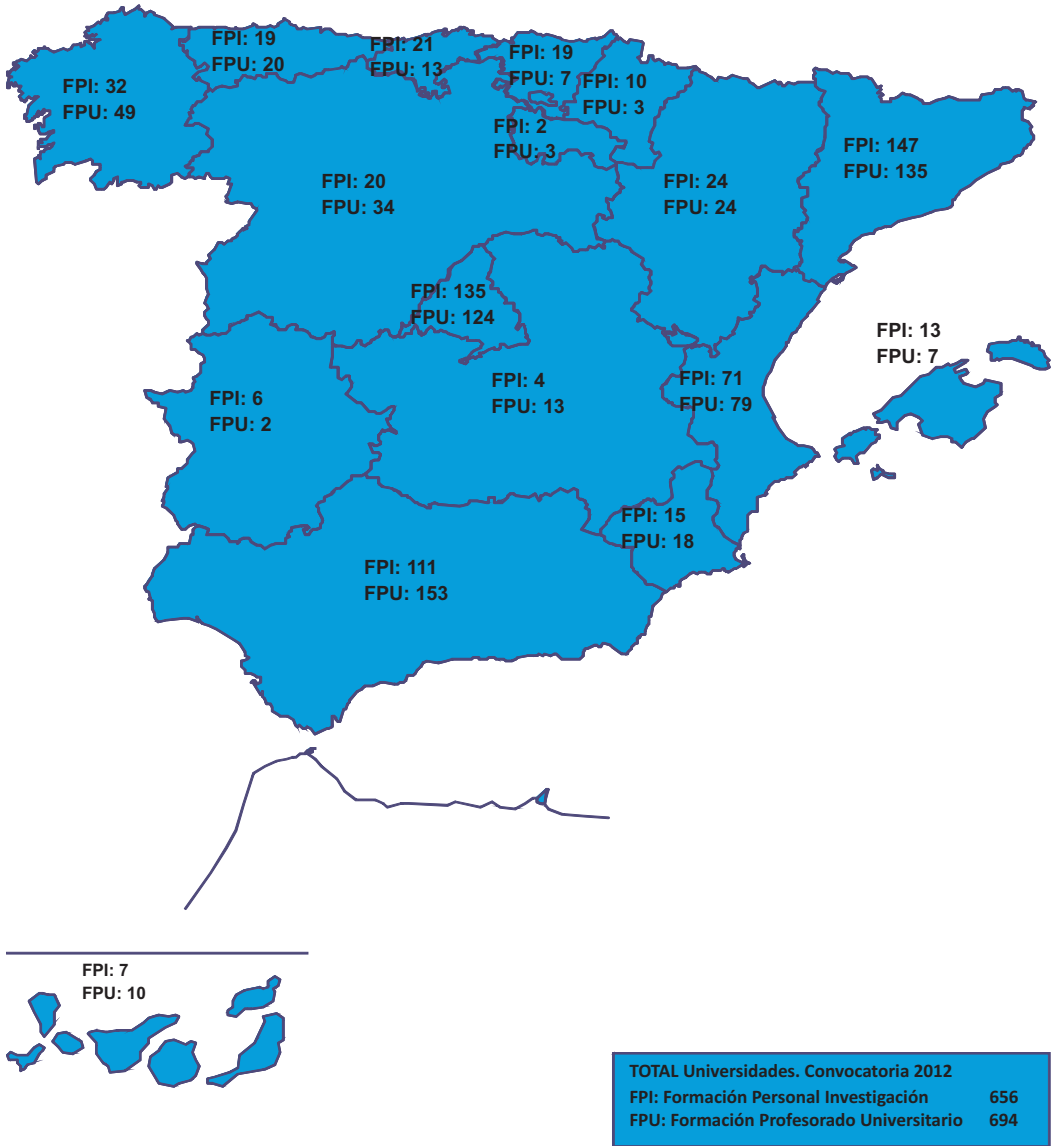 FPI: 19
FPU: 20
FPI: 21
FPU: 13
FPI: 19
FPU: 7
FPI: 10
FPU: 3
FPI: 32
FPU: 49
FPI: 2
FPU: 3
FPI: 147
FPU: 135
FPI: 20
FPU: 34
FPI: 24
FPU: 24
FPI: 135
FPU: 124
FPI: 13
FPU: 7
FPI: 4
FPU: 13
FPI: 71
FPU: 79
FPI: 6
FPU: 2
FPI: 15
FPU: 18
FPI: 111
FPU: 153
FPI: 7
FPU: 10
TOTAL Universidades. Convocatoria 2012
FPI: Formación Personal Investigación 656
FPU: Formación Profesorado Universitario 694